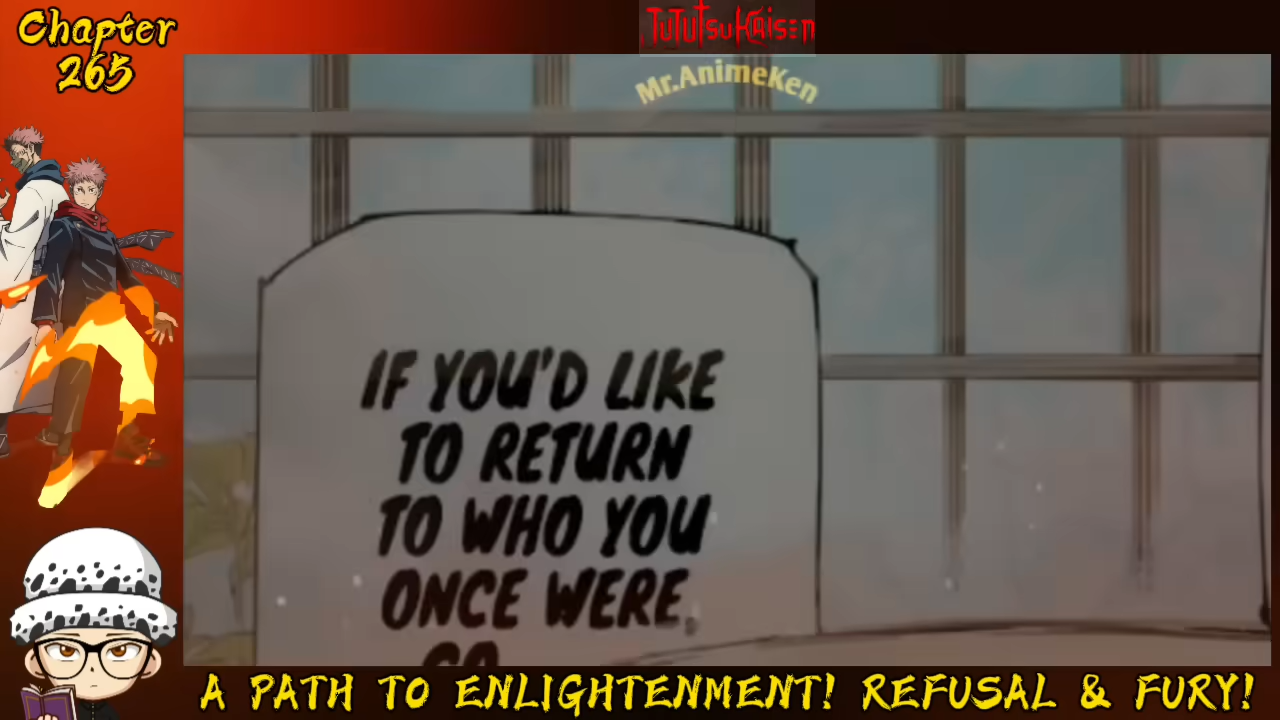 Chapter
265
JUJUTSU KAISEN
Mr.AnimeKen
IF YOU'D LIKE
TO RETURN
TO WHO YOU
ONCE WERE,
GO
A PATH TO ENLIGHTENMENT! REFUSAL & FURY!